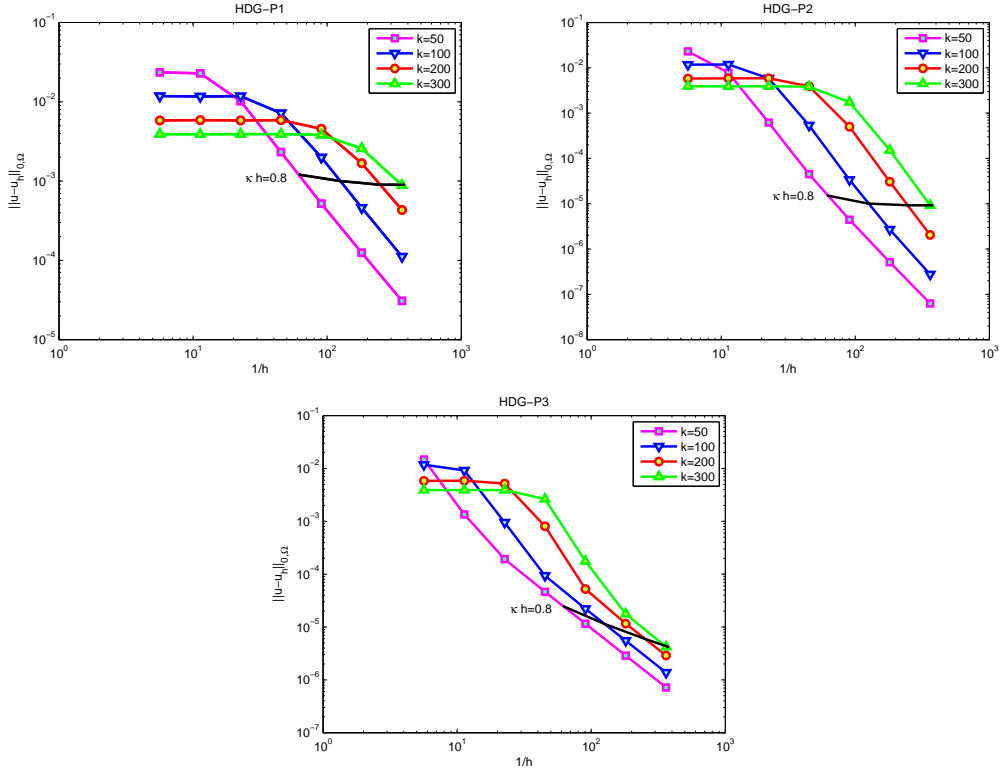 HDG−P1
10^-1
10^-2
10^-3
10^-4
10^-5
||u−u_h||_{0,Ω}
k=50
k=100
k=200
k=300
κ h=0.8
10^0
10^1
10^2
10^3
1/h
HDG−P2
10^-1
10^-2
10^-3
10^-4
10^-5
10^-6
10^-7
10^-8
||u−u_h||_{0,Ω}
k=50
k=100
k=200
k=300
κ h=0.8
10^0
10^1
10^2
10^3
1/h
HDG−P3
10^-1
10^-2
10^-3
10^-4
10^-5
10^-6
10^-7
||u−u_h||_{0,Ω}
k=50
k=100
k=200
k=300
κ h=0.8
10^0
10^1
10^2
10^3
1/h